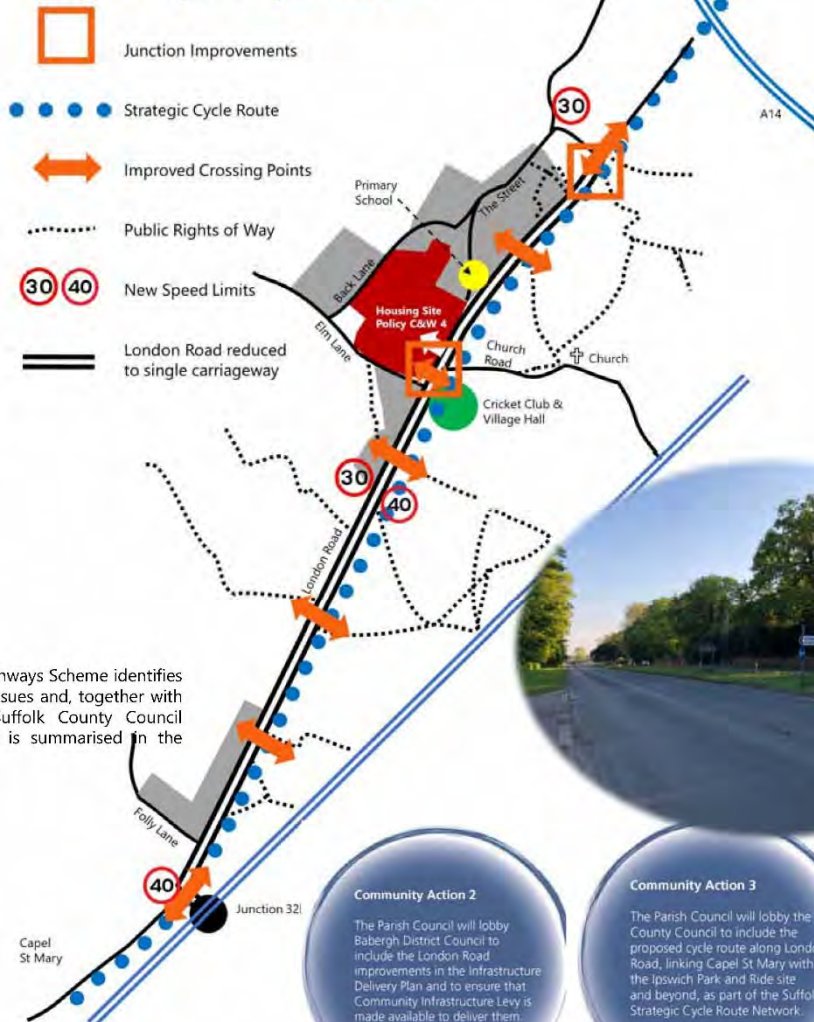 Junction Improvements
Strategic Cycle Route
Improved Crossing Points
Public Rights of Way
30 40
New Speed Limits
London Road reduced
to single carriageway
30
A14
Primary
School
The Street
Back Lane
Housing Site
Policy C&W 4
Elm Lane
Church
Road
Church
Cricket Club &
Village Hall
30
40
London Road
hways Scheme identifies
sues and, together with
Suffolk County Council
is summarised in the
Folly Lane
40
Junction 32
Capel
St Mary
Community Action 2
The Parish Council will lobby
Babergh District Council to
include the London Road
improvements in the Infrastructure
Delivery Plan and to ensure that
Community Infrastructure Levy is
made available to deliver them.
Community Action 3
The Parish Council will lobby the
County Council to include the
proposed cycle route along Londo
Road, linking Capel St Mary with
the Ipswich Park and Ride site
and beyond, as part of the Suffol
Strategic Cycle Route Network.